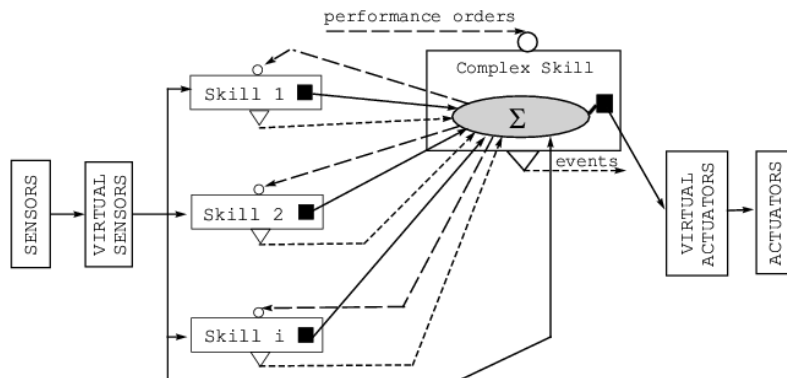 performance orders
Complex Skill
Skill 1
Σ
events
Skill 2
SENSORS
VIRTUAL
SENSORS
VIRTUAL
ACTUATORS
ACTUATORS
Skill i